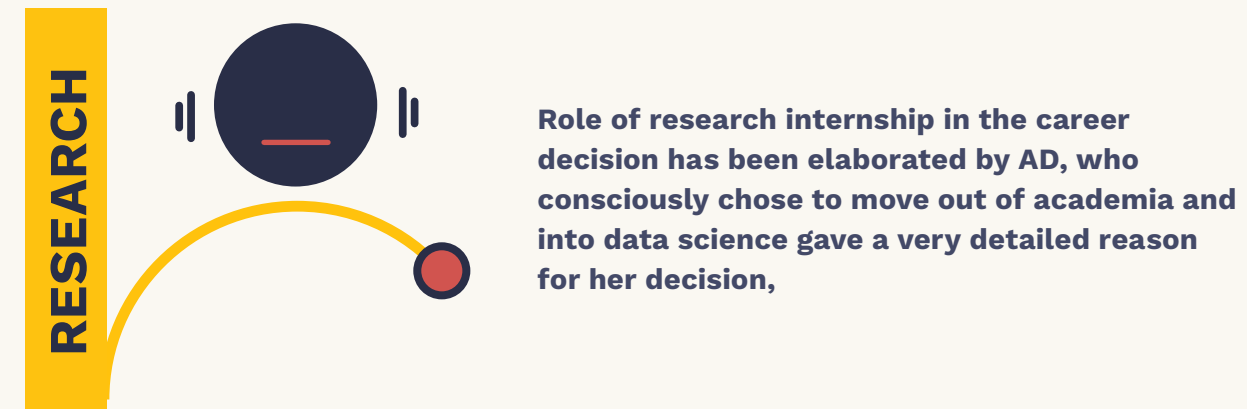 RESEARCH
Role of research internship in the career
decision has been elaborated by AD, who
consciously chose to move out of academia and
into data science gave a very detailed reason
for her decision,